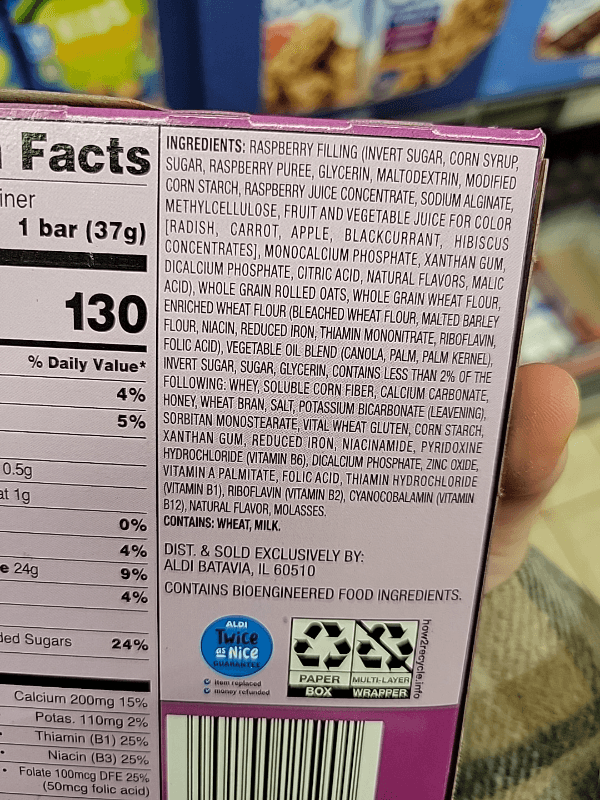 Facts
iner
1 bar (37g)
130
% Daily Value*
4%
5%
0.5g
at 1g
0%
4%
e 24g 9%
4%
ded Sugars 24%
Calcium 200mg 15%
Potas. 110mg 2%
• Thiamin (B1) 25%
• Niacin (B3) 25%
• Folate 100mcg DFE 25%
(50mcg folic acid)
INGREDIENTS: RASPBERRY FILLING (INVERT SUGAR, CORN SYRUP,
SUGAR, RASPBERRY PUREE, GLYCERIN, MALTODEXTRIN, MODIFIED
CORN STARCH, RASPBERRY JUICE CONCENTRATE, SODIUM ALGINATE,
METHYLCELLULOSE, FRUIT AND VEGETABLE JUICE FOR COLOR
[RADISH, CARROT, APPLE, BLACKCURRANT, HIBISCUS
CONCENTRATES], MONOCALCIUM PHOSPHATE, XANTHAN GUM,
DICALCIUM PHOSPHATE, CITRIC ACID, NATURAL FLAVORS, MALIC
ACID), WHOLE GRAIN ROLLED OATS, WHOLE GRAIN WHEAT FLOUR,
ENRICHED WHEAT FLOUR (BLEACHED WHEAT FLOUR, MALTED BARLEY
FLOUR, NIACIN, REDUCED IRON, THIAMIN MONONITRATE, RIBOFLAVIN,
FOLIC ACID), VEGETABLE OIL BLEND (CANOLA, PALM, PALM KERNEL),
INVERT SUGAR, SUGAR, GLYCERIN, CONTAINS LESS THAN 2% OF THE
FOLLOWING: WHEY, SOLUBLE CORN FIBER, CALCIUM CARBONATE,
HONEY, WHEAT BRAN, SALT, POTASSIUM BICARBONATE (LEAVENING),
SORBITAN MONOSTEARATE, VITAL WHEAT GLUTEN, CORN STARCH,
XANTHAN GUM, REDUCED IRON, NIACINAMIDE, PYRIDOXINE
HYDROCHLORIDE (VITAMIN B6), DICALCIUM PHOSPHATE, ZINC OXIDE,
VITAMIN A PALMITATE, FOLIC ACID, THIAMIN HYDROCHLORIDE
(VITAMIN B1), RIBOFLAVIN (VITAMIN B2), CYANOCOBALAMIN (VITAMIN
B12), NATURAL FLAVOR, MOLASSES.
CONTAINS: WHEAT, MILK.
DIST. & SOLD EXCLUSIVELY BY:
ALDI BATAVIA, IL 60510
CONTAINS BIOENGINEERED FOOD INGREDIENTS.
ALDI
Twice
as Nice
GUARANTEE
item replaced
money refunded
PAPER
BOX
MULTI-LAYER
WRAPPER
how2recycle.info